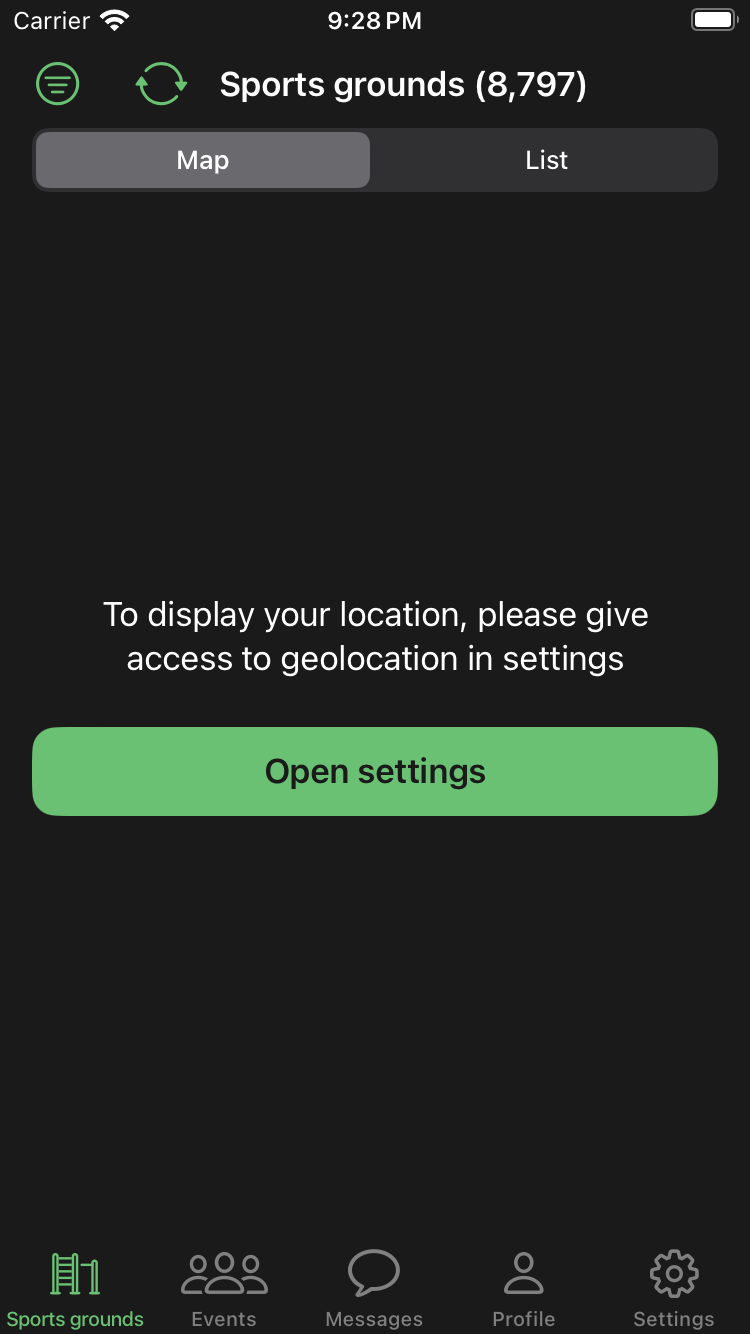 Carrier 9:28 PM
Sports grounds (8,797)
Map List
To display your location, please give
access to geolocation in settings
Open settings
Sports grounds Events Messages Profile Settings